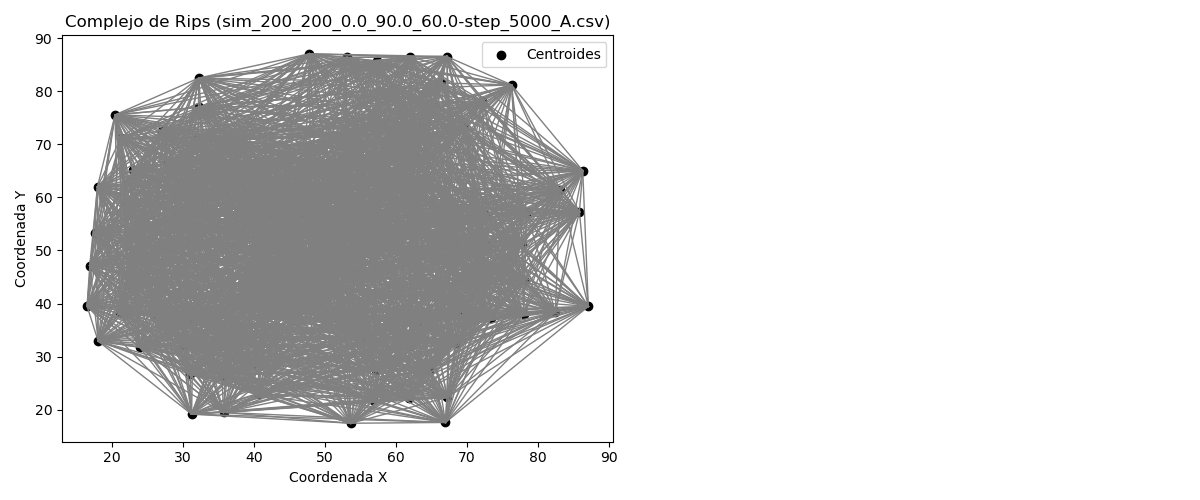 Complejo de Rips (sim_200_200_0.0_90.0_60.0-step_5000_A.csv)
Centroides
90
80
70
60
50
40
30
20
Coordenada Y
20 30 40 50 60 70 80 90
Coordenada X